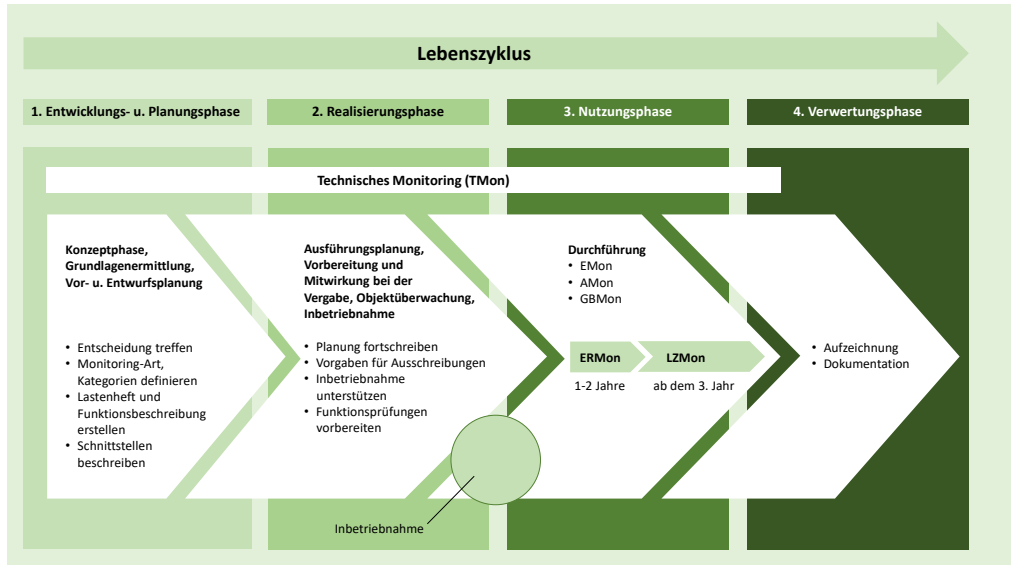 Lebenszyklus
1. Entwicklungs- u. Planungsphase
2. Realisierungsphase
3. Nutzungsphase
4. Verwertungsphase
Technisches Monitoring (TMon)
Konzeptphase,
Grundlagenermittlung,
Vor- u. Entwurfsplanung
• Entscheidung treffen
• Monitoring-Art,
Kategorien definieren
• Lastenheft und
Funktionsbeschreibung
erstellen
• Schnittstellen
beschreiben
Ausführungsplanung,
Vorbereitung und
Mitwirkung bei der
Vergabe, Objektüberwachung,
Inbetriebnahme
• Planung fortschreiben
• Vorgaben für Ausschreibungen
• Inbetriebnahme
unterstützen
• Funktionsprüfungen
vorbereiten
Durchführung
• EMon
• AMon
• GBMon
ERMon
LZMon
1-2 Jahre
ab dem 3. Jahr
• Aufzeichnung
• Dokumentation
Inbetriebnahme